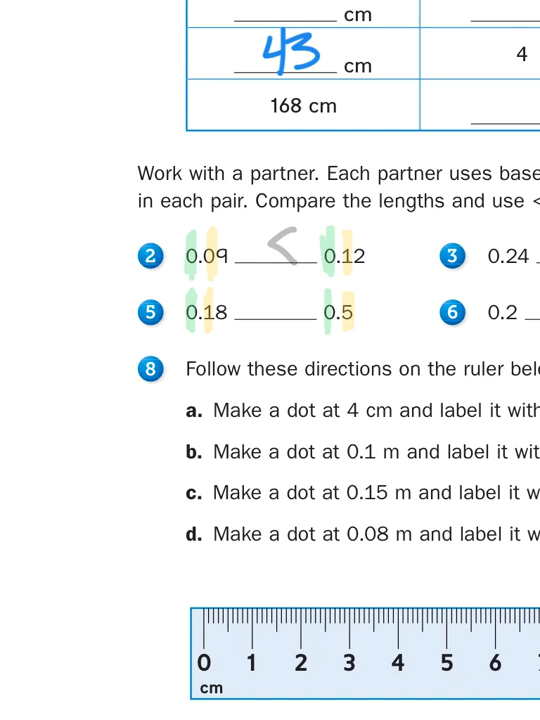 _______ cm _______
43 cm 4
168 cm _______
Work with a partner. Each partner uses base
in each pair. Compare the lengths and use <
2 0.09 < 0.12 3 0.24
5 0.18 _______ 0.5 6 0.2 _
8 Follow these directions on the ruler
a. Make a dot at 4 cm and label it with
b. Make a dot at 0.1 m and label it
c. Make a dot at 0.15 m and label it
d. Make a dot at 0.08 m and label it
0 1 2 3 4 5 6
cm